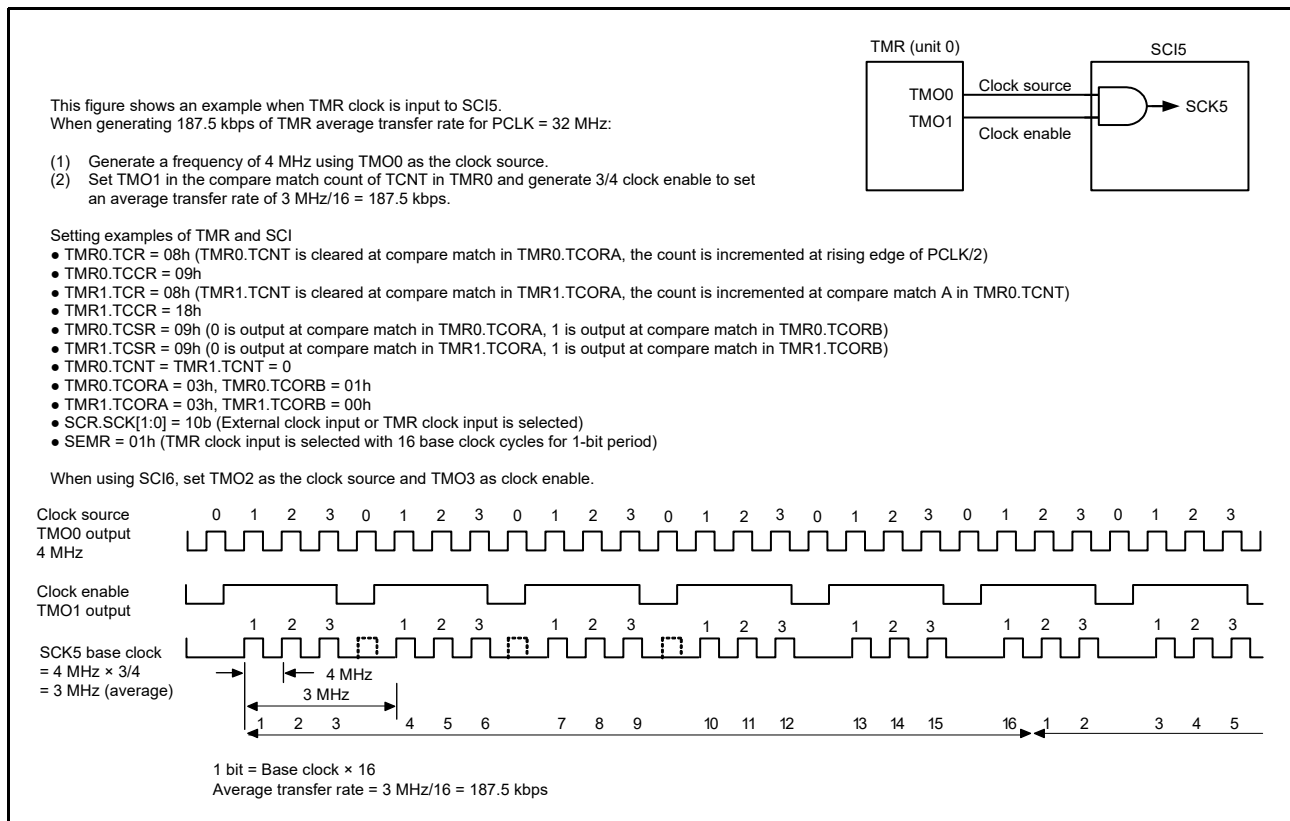 TMR (unit 0)
SCI5
TMO0
Clock source
SCK5
TMO1
Clock enable
This figure shows an example when TMR clock is input to SCI5.
When generating 187.5 kbps of TMR average transfer rate for PCLK = 32 MHz:
(1) Generate a frequency of 4 MHz using TMO0 as the clock source.
(2) Set TMO1 in the compare match count of TCNT in TMR0 and generate 3/4 clock enable to set
an average transfer rate of 3 MHz/16 = 187.5 kbps.
Setting examples of TMR and SCI
● TMR0.TCR = 08h (TMR0.TCNT is cleared at compare match in TMR0.TCORA, the count is incremented at rising edge of PCLK/2)
● TMR0.TCCR = 09h
● TMR1.TCR = 08h (TMR1.TCNT is cleared at compare match in TMR1.TCORA, the count is incremented at compare match A in TMR0.TCNT)
● TMR1.TCCR = 18h
● TMR0.TCSR = 09h (0 is output at compare match in TMR0.TCORA, 1 is output at compare match in TMR0.TCORB)
● TMR1.TCSR = 09h (0 is output at compare match in TMR1.TCORA, 1 is output at compare match in TMR1.TCORB)
● TMR0.TCNT = TMR1.TCNT = 0
● TMR0.TCORA = 03h, TMR0.TCORB = 01h
● TMR1.TCORA = 03h, TMR1.TCORB = 00h
● SCR.SCK[1:0] = 10b (External clock input or TMR clock input is selected)
● SEMR = 01h (TMR clock input is selected with 16 base clock cycles for 1-bit period)
When using SCI6, set TMO2 as the clock source and TMO3 as clock enable.
Clock source
TMO0 output
4 MHz
0 1 2 3 0 1 2 3 0 1 2 3 0 1 2 3 0 1 2 3 0 1 2 3 0 1 2 3
Clock enable
TMO1 output
1 2 3 1 2 3 1 2 3 1 2 3 1 2 3 1 2 3 1 2 3
SCK5 base clock
= 4 MHz × 3/4
= 3 MHz (average)
4 MHz
3 MHz
1 2 3 4 5 6 7 8 9 10 11 12 13 14 15 16 1 2 3 4 5
1 bit = Base clock × 16
Average transfer rate = 3 MHz/16 = 187.5 kbps